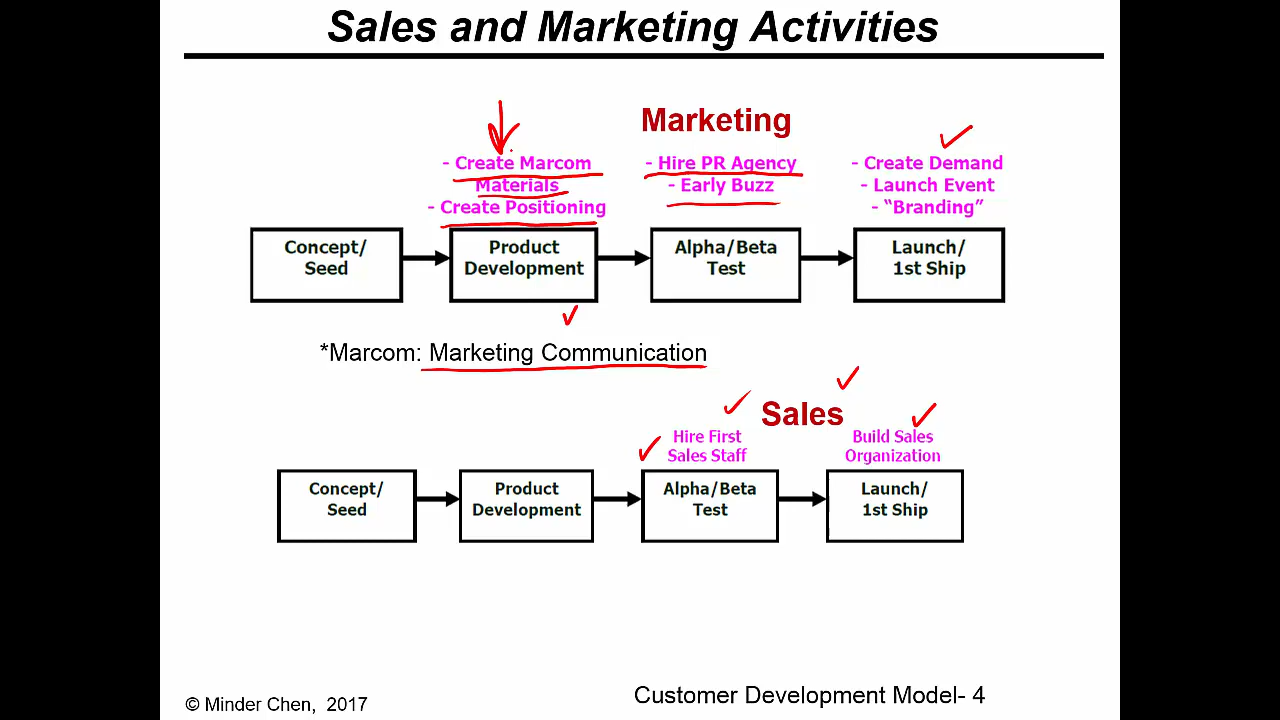 Sales and Marketing Activities
Marketing
- Create Marcom
Materials
- Create Positioning
- Hire PR Agency
- Early Buzz
- Create Demand
- Launch Event
- “Branding”
Concept/
Seed
Product
Development
Alpha/Beta
Test
Launch/
1st Ship
*Marcom: Marketing Communication
Sales
Hire First
Sales Staff
Build Sales
Organization
Concept/
Seed
Product
Development
Alpha/Beta
Test
Launch/
1st Ship
© Minder Chen, 2017
Customer Development Model- 4